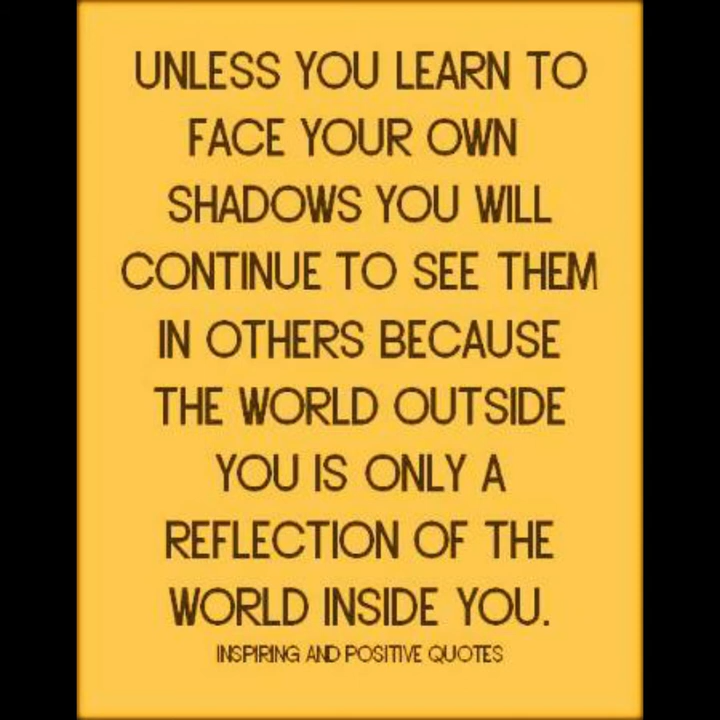 UNLESS YOU LEARN TO
FACE YOUR OWN
SHADOWS YOU WILL
CONTINUE TO SEE THEM
IN OTHERS BECAUSE
THE WORLD OUTSIDE
YOU IS ONLY A
REFLECTION OF THE
WORLD INSIDE YOU.
INSPIRING AND POSITIVE QUOTES